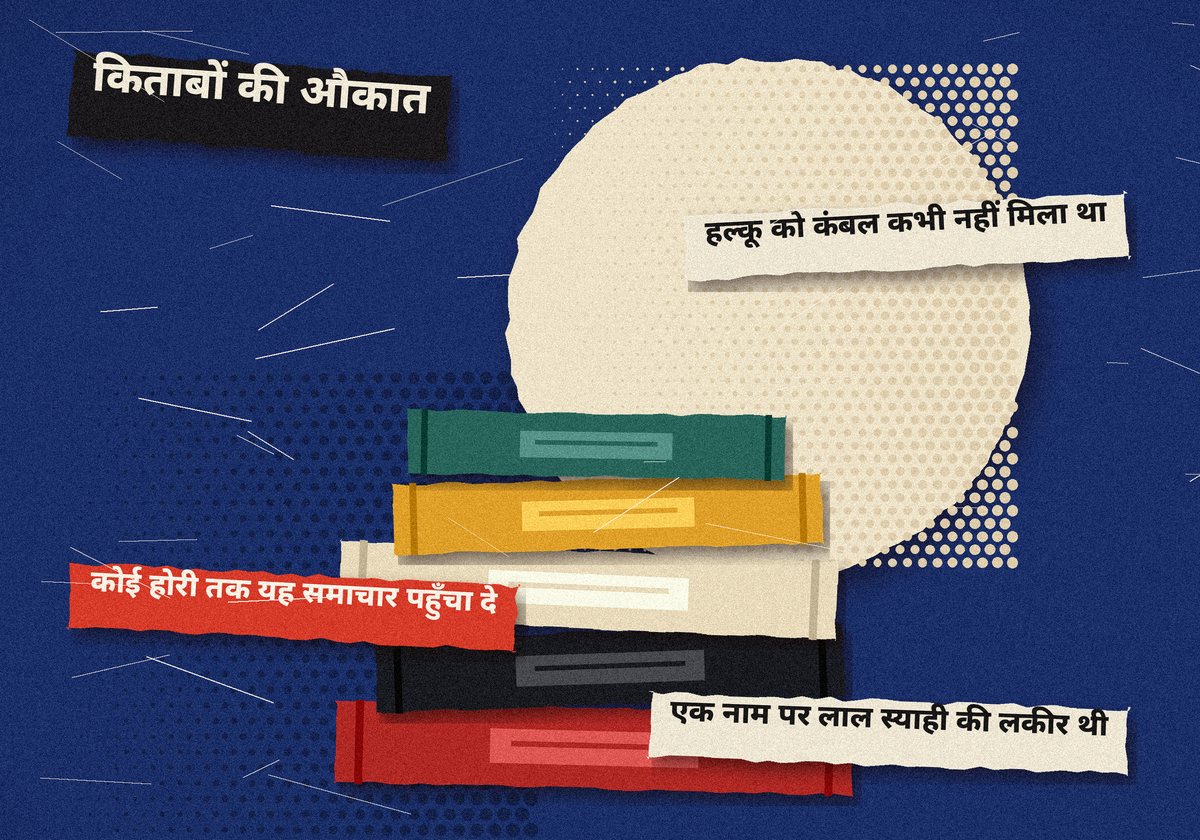 किताबों की औकात
हल्कू को कंबल कभी नहीं मिला था
कोई होरी तक यह समाचार पहुँचा दे
एक नाम पर लाल स्याही की लकीर थी